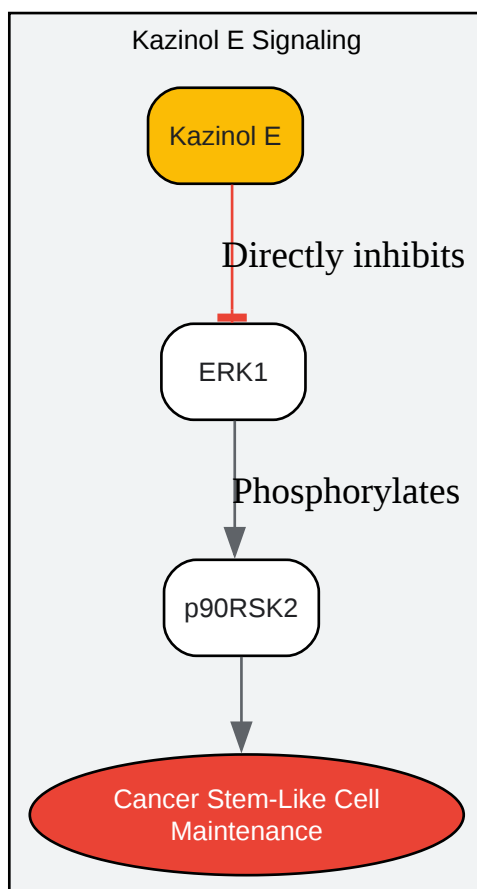 Kazinol E Signaling
Kazinol E
Directly inhibits
ERK1
Phosphorylates
p90RSK2
Cancer Stem-Like Cell
Maintenance